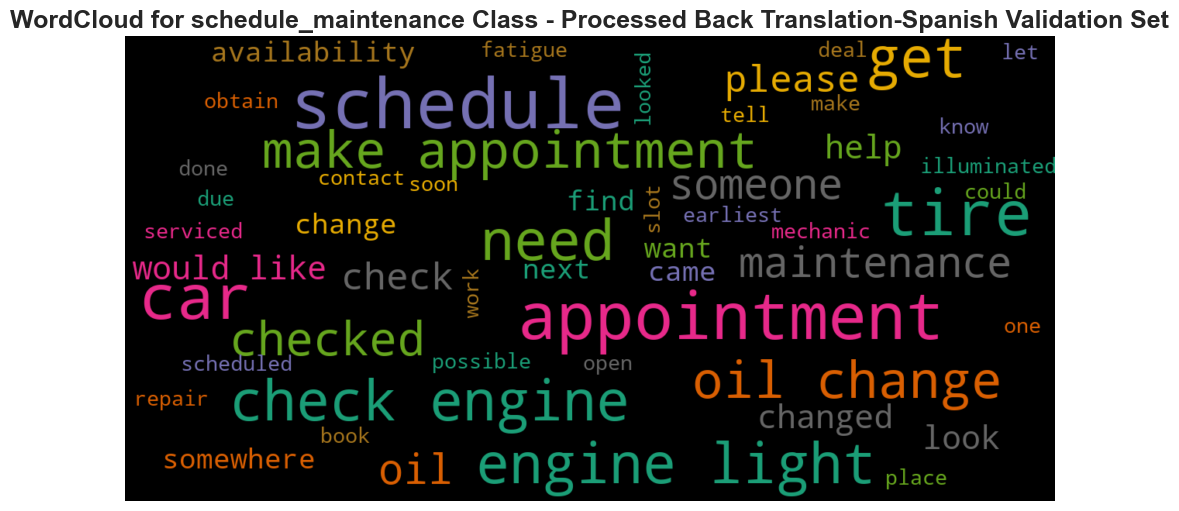 WordCloud for schedule_maintenance Class - Processed Back Translation-Spanish Validation Set
availability
fatigue
deal
get
let
obtain
schedule
looked
please
make
tell
know
make appointment
help
done
contact
soon
someone
illuminated
due
find
slot
could
tire
serviced
change
need
earliest
mechanic
want
would like
check
next
came
maintenance
car
work
appointment
one
checked
scheduled
possible
open
oil change
repair
check engine
changed
book
look
somewhere
oil
engine light
place